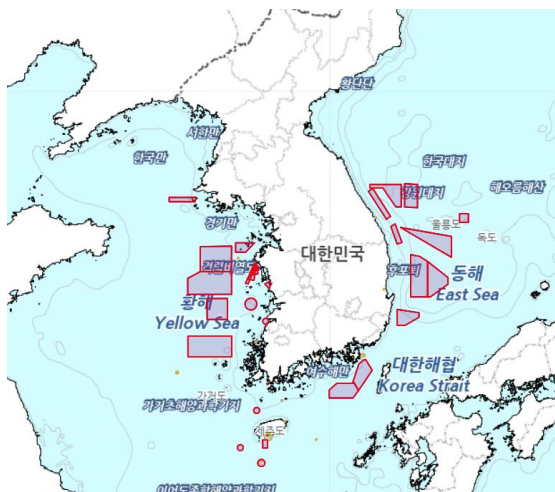 황단단
서한만
한국만
한국대지
강원대지
해오름해산
경기만
울릉도
독도
대한민국
격렬비열도
후포퇴
동해
East Sea
황해
Yellow Sea
대한해협
Korea Strait
여수해만
가거도
가거초해양과학기지
제주도
이어도종합해양과학기지